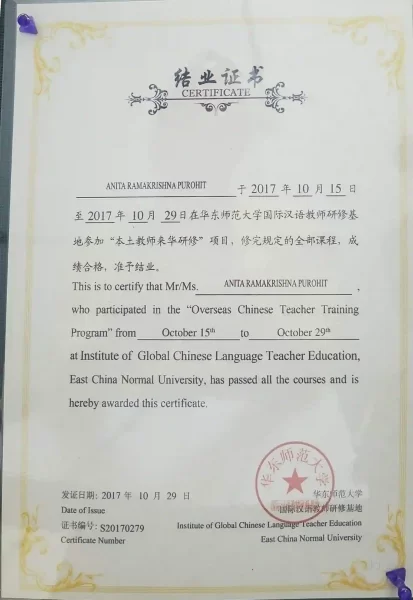 结业证书
CERTIFICATE
ANITA RAMAKRISHNA PUROHIT 于 2017 年 10 月 15 日
至 2017 年 10 月 29 日在华东师范大学国际汉语教师研修基
地参加“本土教师来华研修”项目，修完规定的全部课程，成
绩合格，准予结业。
This is to certify that Mr/Ms. ANITA RAMAKRISHNA PUROHIT ,
who participated in the “Overseas Chinese Teacher Training
Program” from October 15th to October 29th
at Institute of Global Chinese Language Teacher Education,
East China Normal University, has passed all the courses and is
hereby awarded this certificate.
华东师范大学
发证日期: 2017 年 10 月 29 日 华东师范大学
Date of Issue 国际汉语教师研修基地
证书编号: S20170279 Institute of Global Chinese Language Teacher Education
Certificate Number East China Normal University